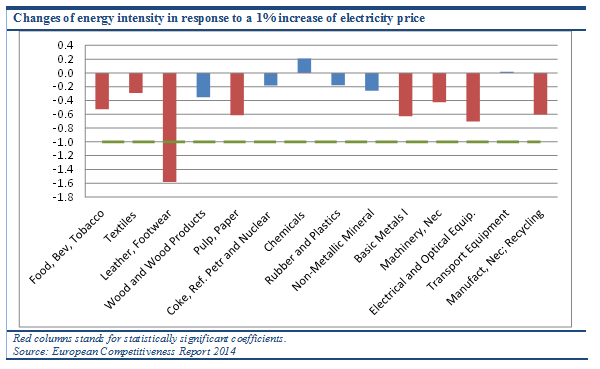 Changes of energy intensity in response to a 1% increase of electricity price
0.4
0.2
0.0
-0.2
-0.4
-0.6
-0.8
-1.0
-1.2
-1.4
-1.6
-1.8
Food, Bev, Tobacco
Textiles
Leather, Footwear
Wood and Wood Products
Pulp, Paper
Coke, Ref. Petr and Nuclear
Chemicals
Rubber and Plastics
Non-Metallic Mineral
Basic Metals I
Machinery, Nec
Electrical and Optical Equip.
Transport Equipment
Manufact, Nec; Recycling
Red columns stands for statistically significant coefficients.
Source: European Competitiveness Report 2014